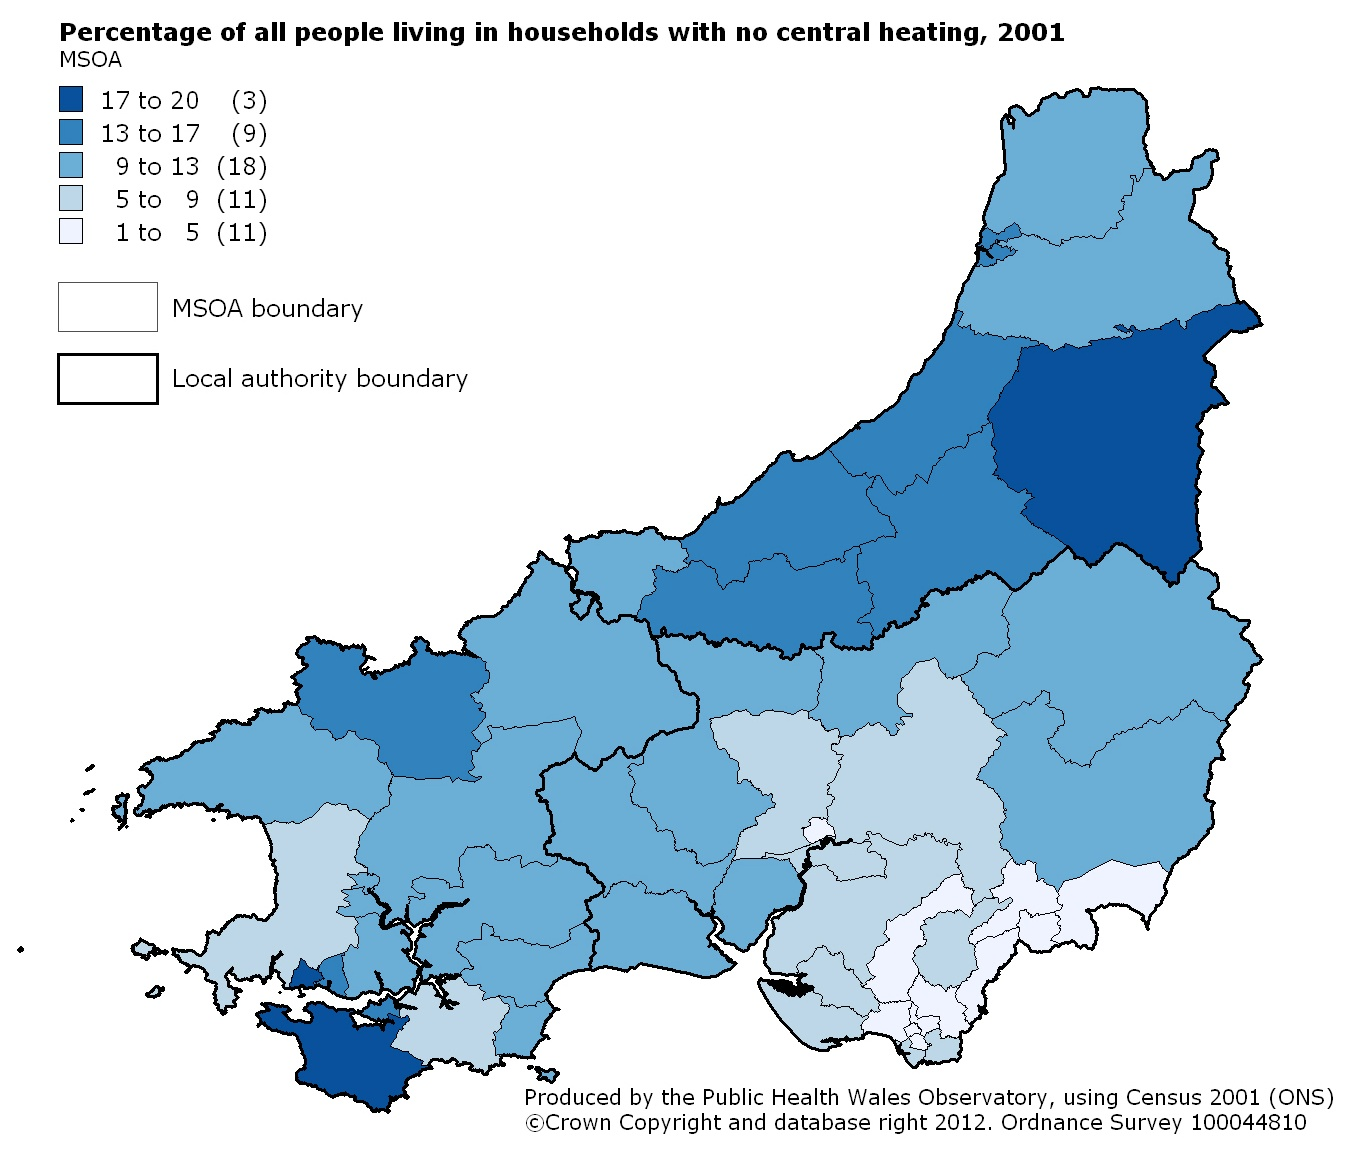 Percentage of all people living in households with no central heating, 2001
MSOA
17 to 20 (3)
13 to 17 (9)
9 to 13 (18)
5 to 9 (11)
1 to 5 (11)
MSOA boundary
Local authority boundary
Produced by the Public Health Wales Observatory, using Census 2001 (ONS)
©Crown Copyright and database right 2012. Ordnance Survey 100044810